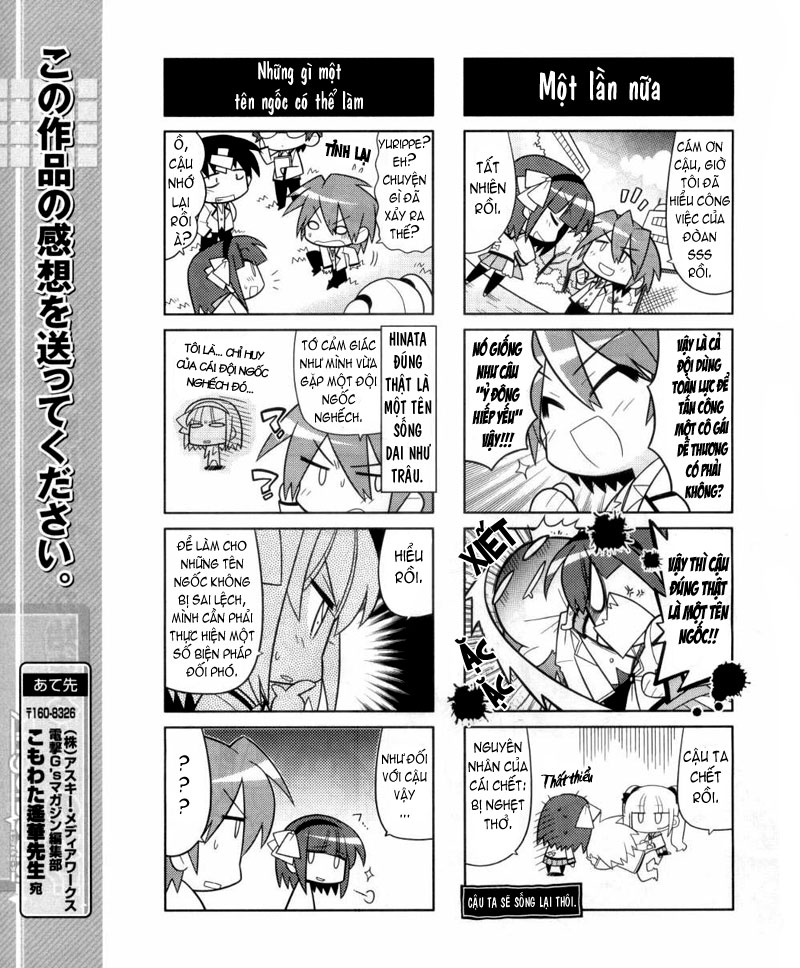 Một lần nữa
CÁM ƠN
CẬU, GIỜ
TÔI ĐÃ
HIỂU CÔNG
VIỆC CỦA
ĐOÀN
SSS
RỒI.
TẤT
NHIÊN RỒI.
VẬY LÀ CẢ
ĐỘI DÙNG
TOÀN LỰC ĐỂ
TẤN CÔNG
MỘT CÔ GÁI
DỄ THƯƠNG
CÓ PHẢI
KHÔNG?
NÓ GIỐNG
NHƯ CÂU
"Ỷ ĐÔNG
HIẾP YẾU"
VẬY!!!
VẬY THÌ CẬU
ĐÚNG THẬT
LÀ MỘT TÊN
NGỐC!!
XIẾT
ẶC
ẶC
CẬU TA
CHẾT RỒI.
NGUYÊN
NHÂN CỦA
CÁI CHẾT:
BỊ NGHẸT
THỞ.
Thất thiểu
CẬU TA SẼ SỐNG LẠI THÔI.
Những gì một
tên ngốc có thể làm
YURIPPE?
EH?
CHUYỆN
GÌ ĐÃ
XẢY RA
THẾ?
TỈNH LẠI
Ồ,
CẬU
NHỚ
LẠI
RỒI
À?
HINATA
ĐÚNG
THẬT LÀ
MỘT TÊN
SỐNG
DAI NHƯ
TRÂU.
TỚ CẢM GIÁC
NHƯ MÌNH VỪA
GẶP MỘT ĐỘI
NGỐC
NGHẾCH.
TÔI LÀ... CHỈ HUY
CỦA CÁI ĐỘI NGỐC
NGHẾCH ĐÓ...
?
?
HIỂU
RỒI.
ĐỂ LÀM CHO
NHỮNG TÊN
NGỐC KHÔNG
BỊ SAI LỆCH,
MÌNH CẦN PHẢI
THỰC HIỆN MỘT
SỐ BIỆN PHÁP
ĐỐI PHÓ.
NHƯ ĐỐI
VỚI CẬU
VẬY
...
?
?
?
この作品の感想を送ってください。
あて先
〒160-8326
(株)アスキー・メディアワークス
電撃G'sマガジン編集部
こもわた遙華先生 宛